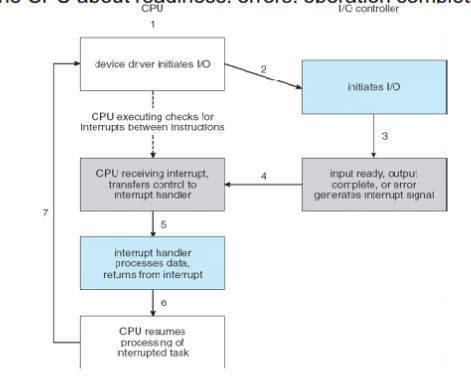 the CPU about readiness, errors, operation complet
CPU
I/O controller
1
device driver initiates I/O
2
initiates I/O
CPU executing checks for
interrupts between instructions
3
CPU receiving interrupt,
transfers control to
interrupt handler
4
input ready, output
complete, or error
generates interrupt signal
7
5
interrupt handler
processes data,
returns from interrupt
6
CPU resumes
processing of
interrupted task